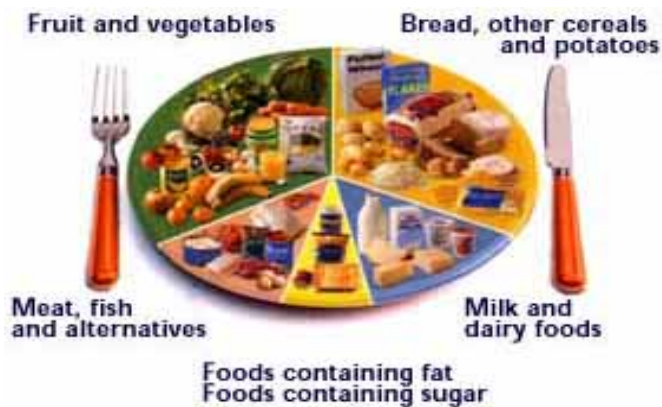 Fruit and vegetables
Bread, other cereals
and potatoes
FLAKES
Meat, fish
and alternatives
Milk and
dairy foods
Foods containing fat
Foods containing sugar